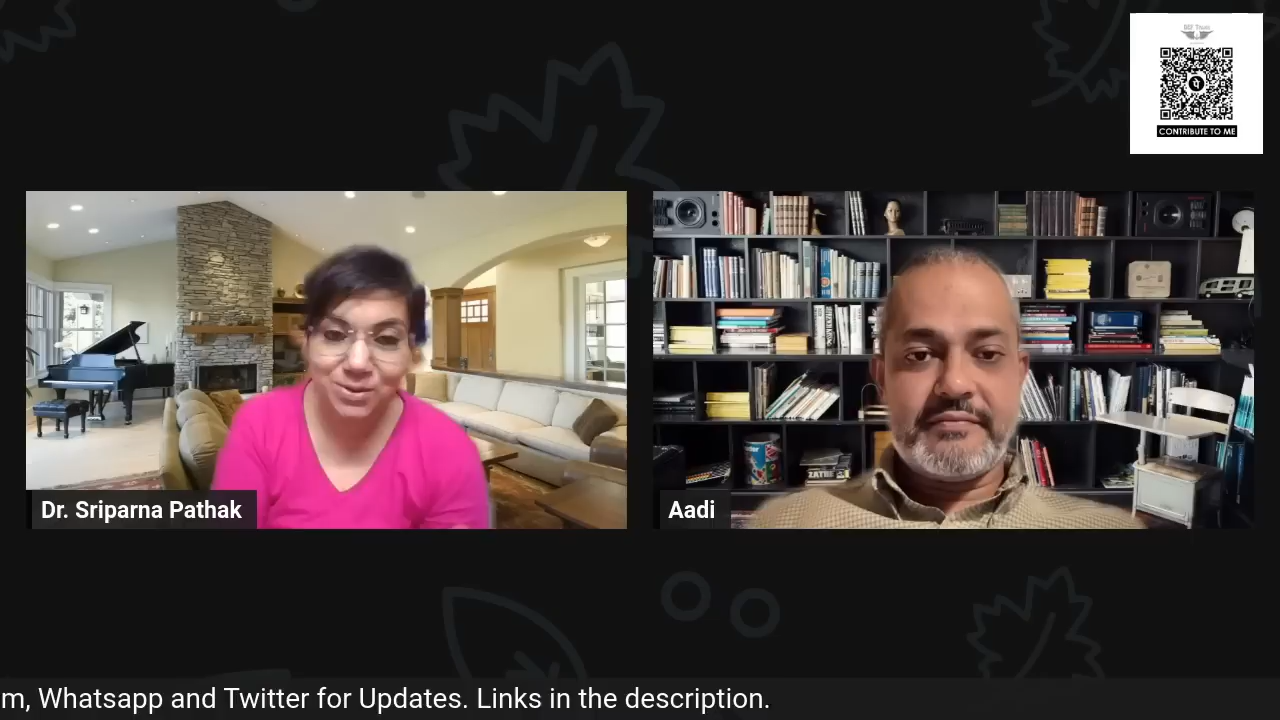 CONTRIBUTE TO ME
Dr. Sriparna Pathak
Aadi
m, Whatsapp and Twitter for Updates. Links in the description.